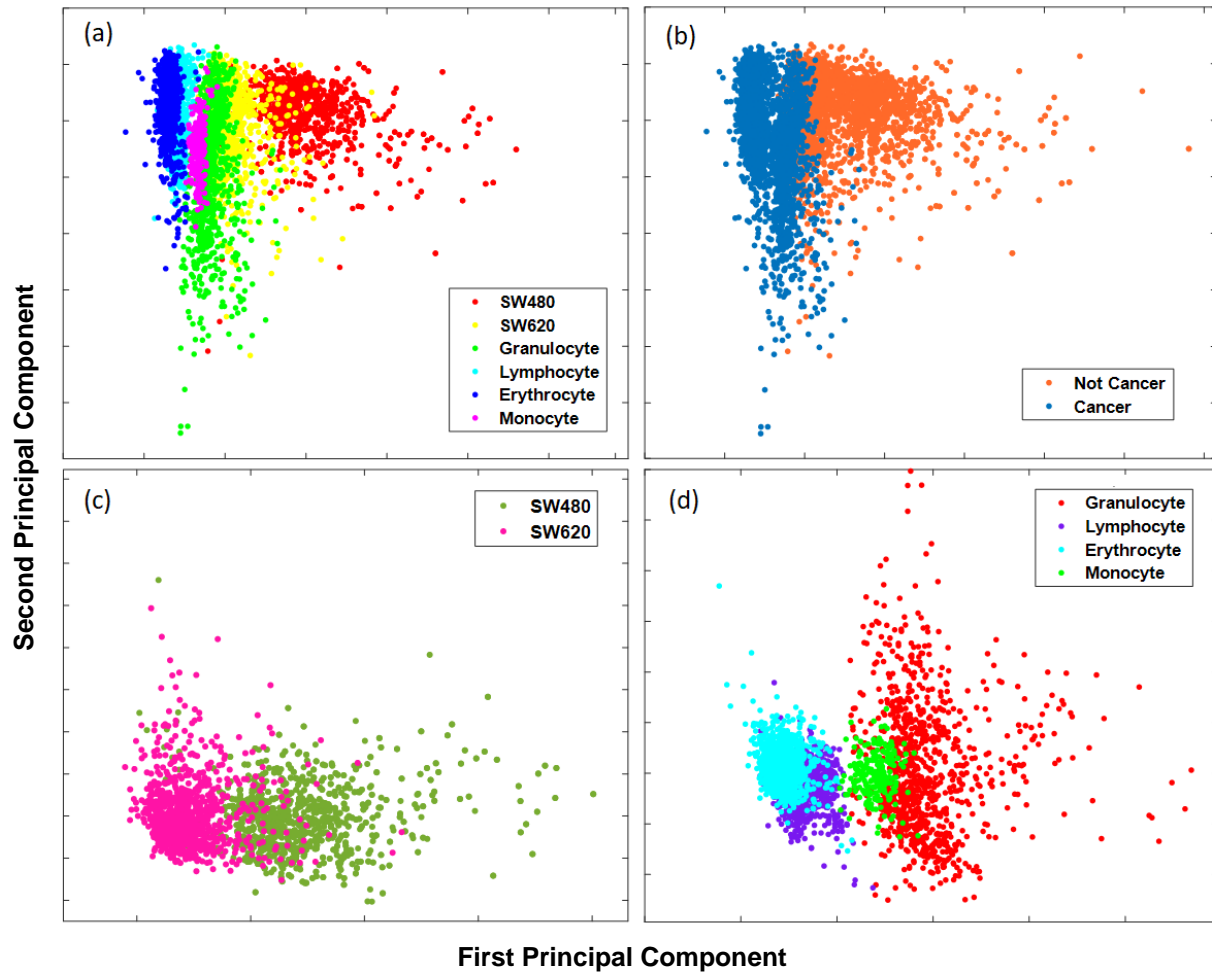 (a)
SW480
SW620
Granulocyte
Lymphocyte
Erythrocyte
Monocyte
(b)
Not Cancer
Cancer
(c)
SW480
SW620
(d)
Granulocyte
Lymphocyte
Erythrocyte
Monocyte
Second Principal Component
First Principal Component